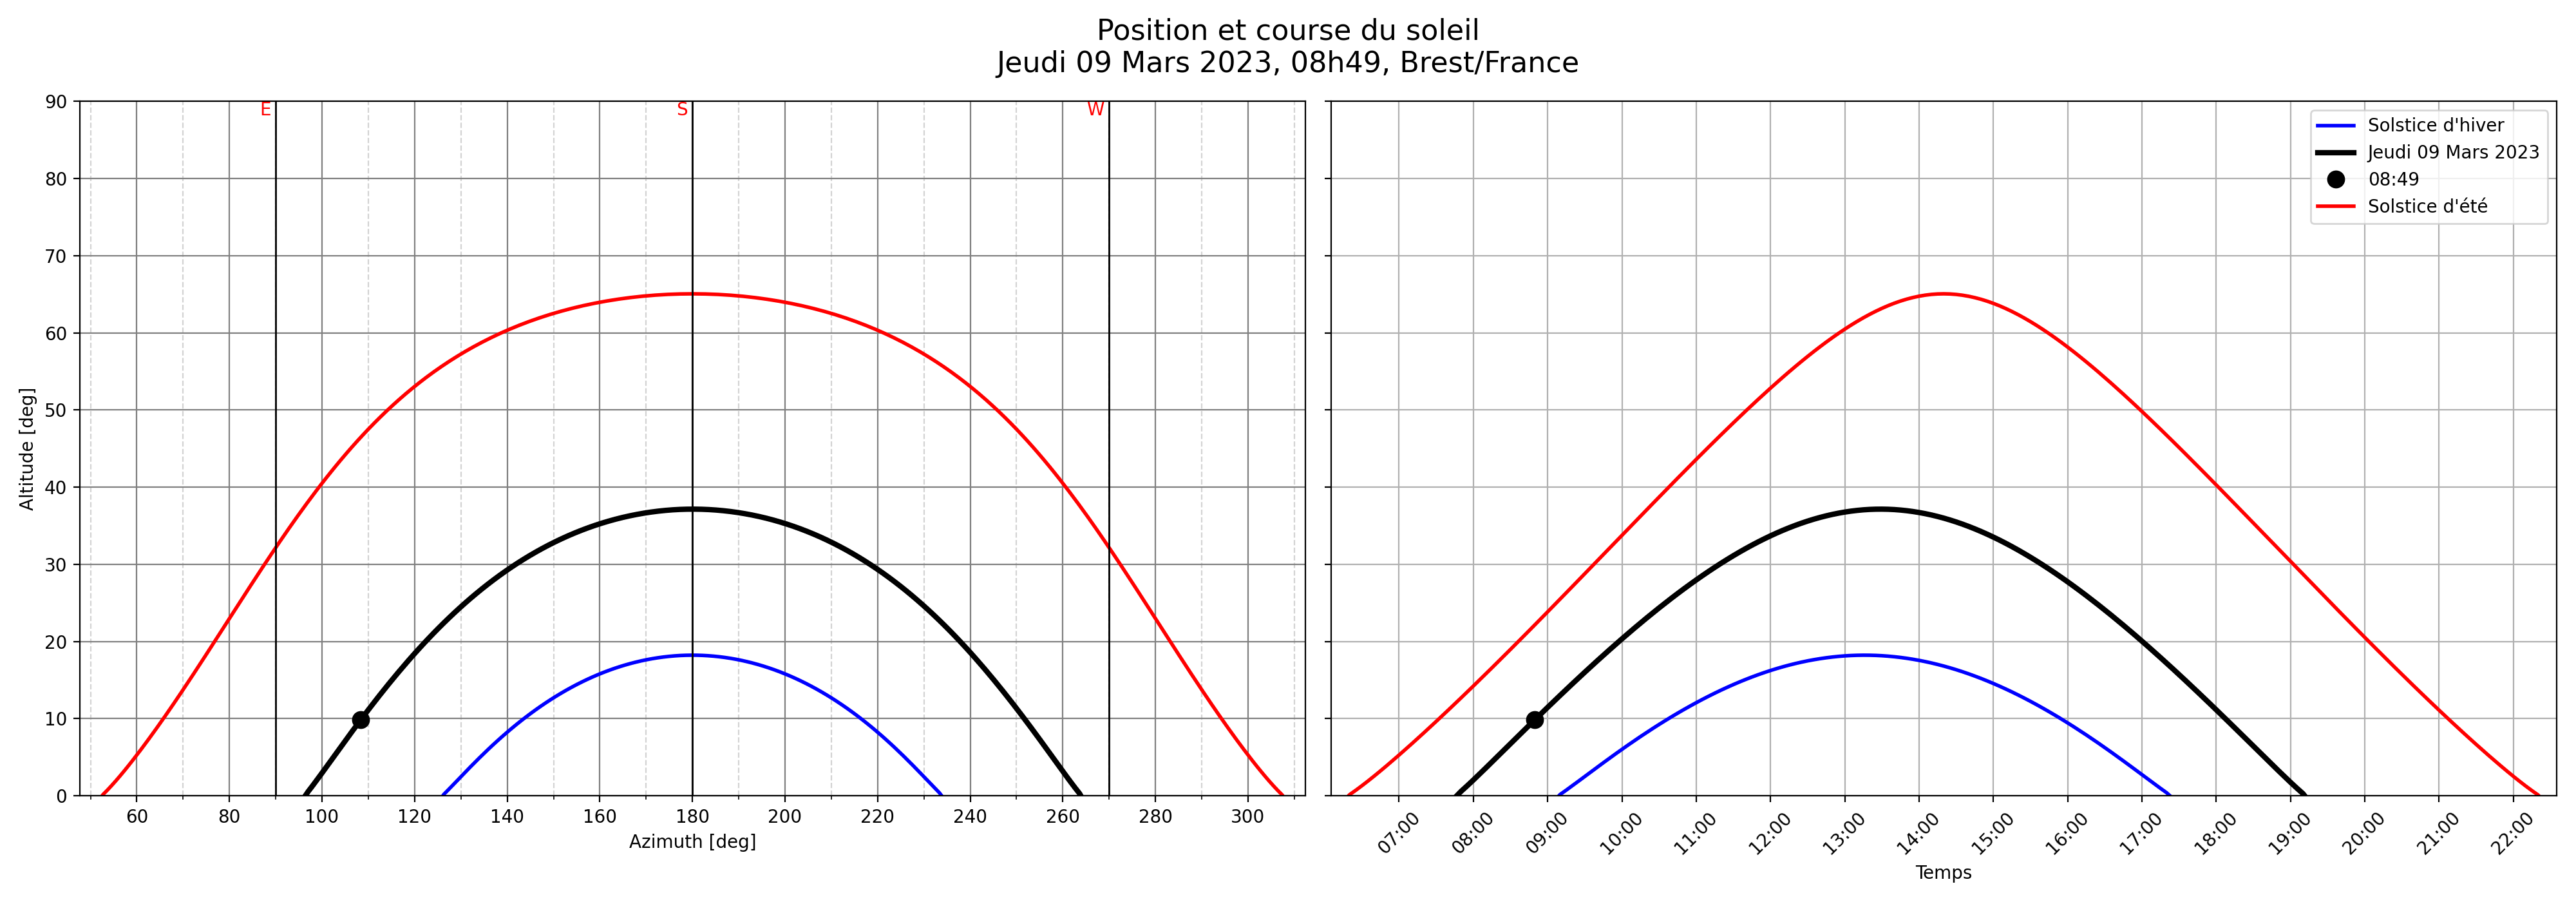 Position et course du soleil
Jeudi 09 Mars 2023, 08h49, Brest/France
E
S
W
90
80
70
60
50
40
30
20
10
0
Altitude [deg]
60 80 100 120 140 160 180 200 220 240 260 280 300
Azimuth [deg]
Solstice d'hiver
Jeudi 09 Mars 2023
08:49
Solstice d'été
07:00 08:00 09:00 10:00 11:00 12:00 13:00 14:00 15:00 16:00 17:00 18:00 19:00 20:00 21:00 22:00
Temps